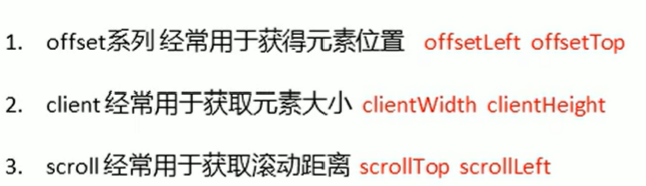 1. offset系列 经常用于获得元素位置 offsetLeft offsetTop
2. client 经常用于获取元素大小 clientWidth clientHeight
3. scroll 经常用于获取滚动距离 scrollTop scrollLeft